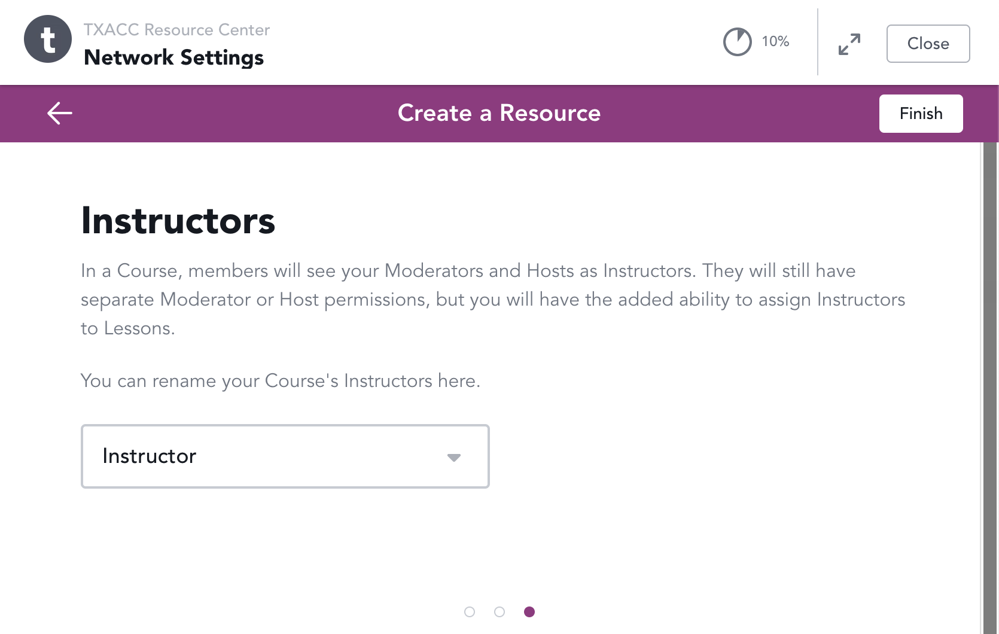 t
TXACC Resource Center
Network Settings
10%
Close
Create a Resource
Finish
Instructors
In a Course, members will see your Moderators and Hosts as Instructors. They will still have
separate Moderator or Host permissions, but you will have the added ability to assign Instructors
to Lessons.
You can rename your Course's Instructors here.
Instructor